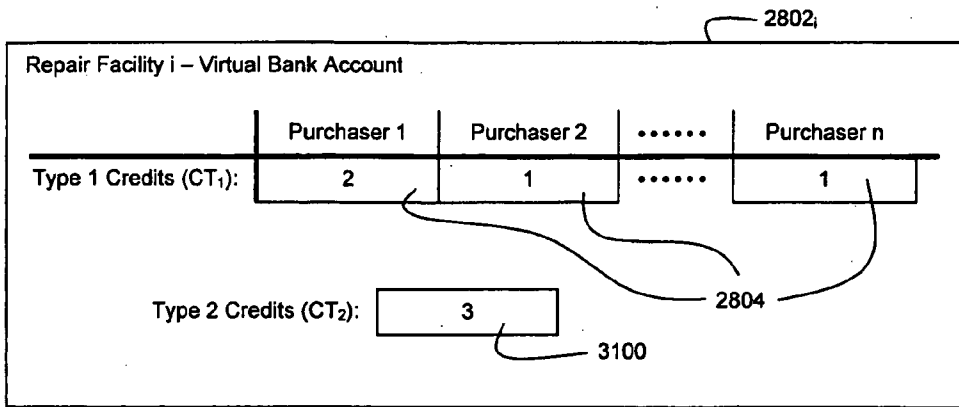 2802i
Repair Facility i – Virtual Bank Account
Purchaser 1 Purchaser 2 •••••• Purchaser n
Type 1 Credits (CT1): 2 1 •••••• 1
2804
Type 2 Credits (CT2): 3
3100